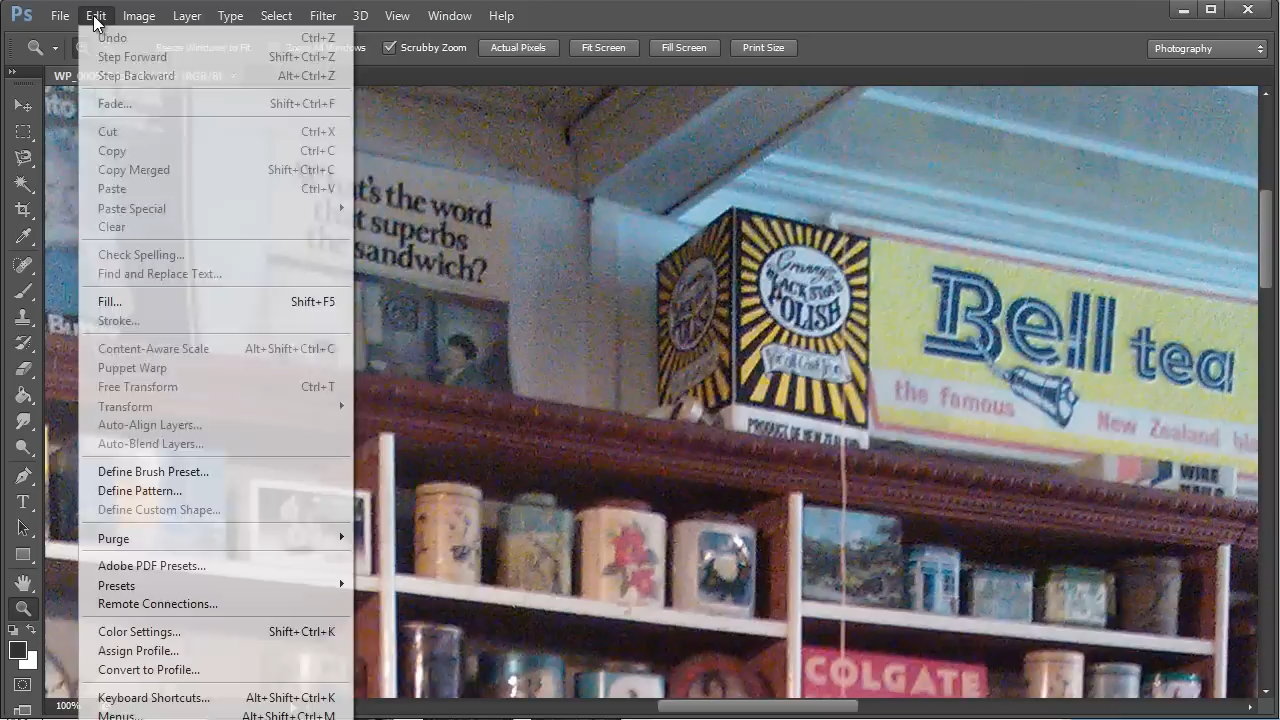 Ps File Edit Image Layer Type Select Filter 3D View Window Help
Scrubby Zoom Actual Pixels Fit Screen Fill Screen Print Size Photography
Undo Ctrl+Z
Step Forward Shift+Ctrl+Z
Step Backward Alt+Ctrl+Z
Fade... Shift+Ctrl+F
Cut Ctrl+X
Copy Ctrl+C
Copy Merged Shift+Ctrl+C
Paste Ctrl+V
Paste Special
Clear
Check Spelling...
Find and Replace Text...
Fill... Shift+F5
Stroke...
Content-Aware Scale Alt+Shift+Ctrl+C
Puppet Warp
Free Transform Ctrl+T
Transform
Auto-Align Layers...
Auto-Blend Layers...
Define Brush Preset...
Define Pattern...
Define Custom Shape...
Purge
Adobe PDF Presets...
Presets
Remote Connections...
Color Settings... Shift+Ctrl+K
Assign Profile...
Convert to Profile...
Keyboard Shortcuts... Alt+Shift+Ctrl+K
Menus... Alt+Shift+Ctrl+M
100%
the word
superbs
sandwich?
POLISH
PRODUCT OF NEW
Bell tea
the famous New Zealand
WIRE
COLGATE